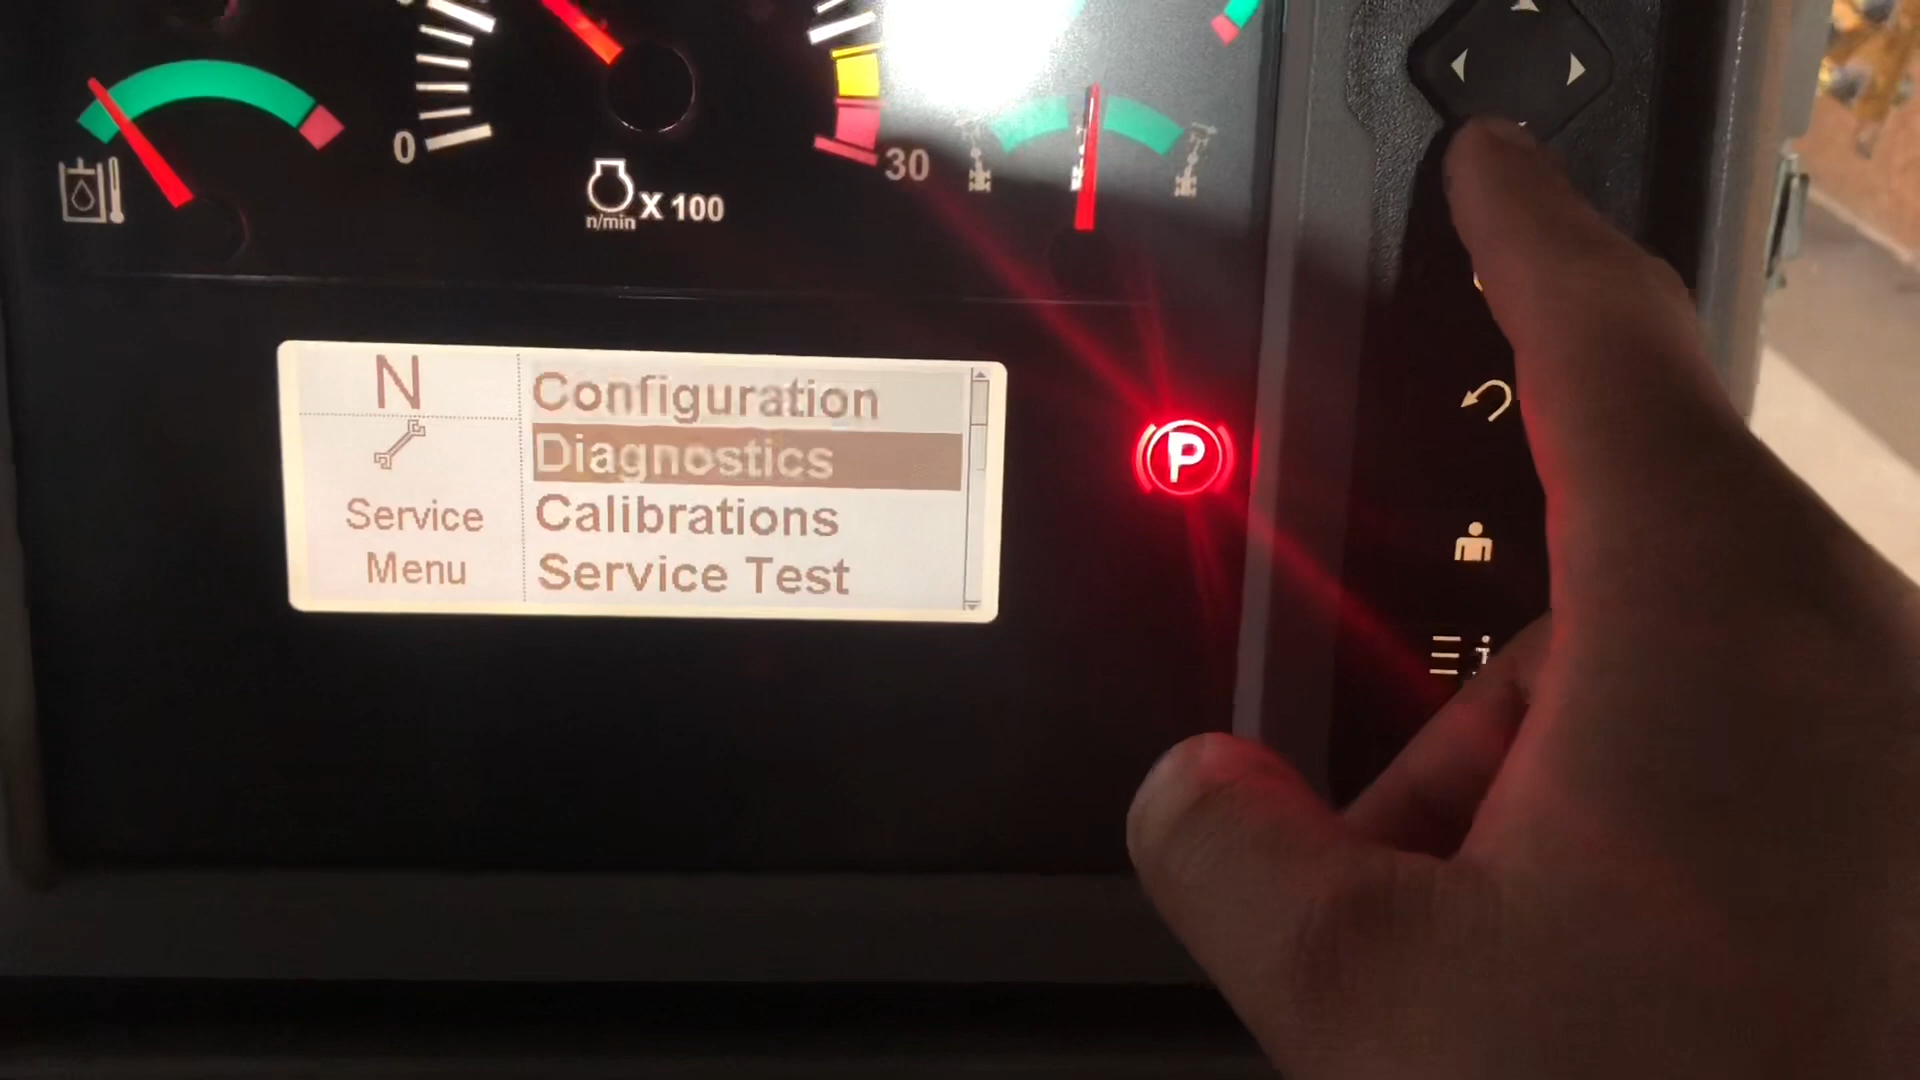 0
30
X 100
n/min
N
Service
Menu
Configuration
Diagnostics
Calibrations
Service Test
P
i